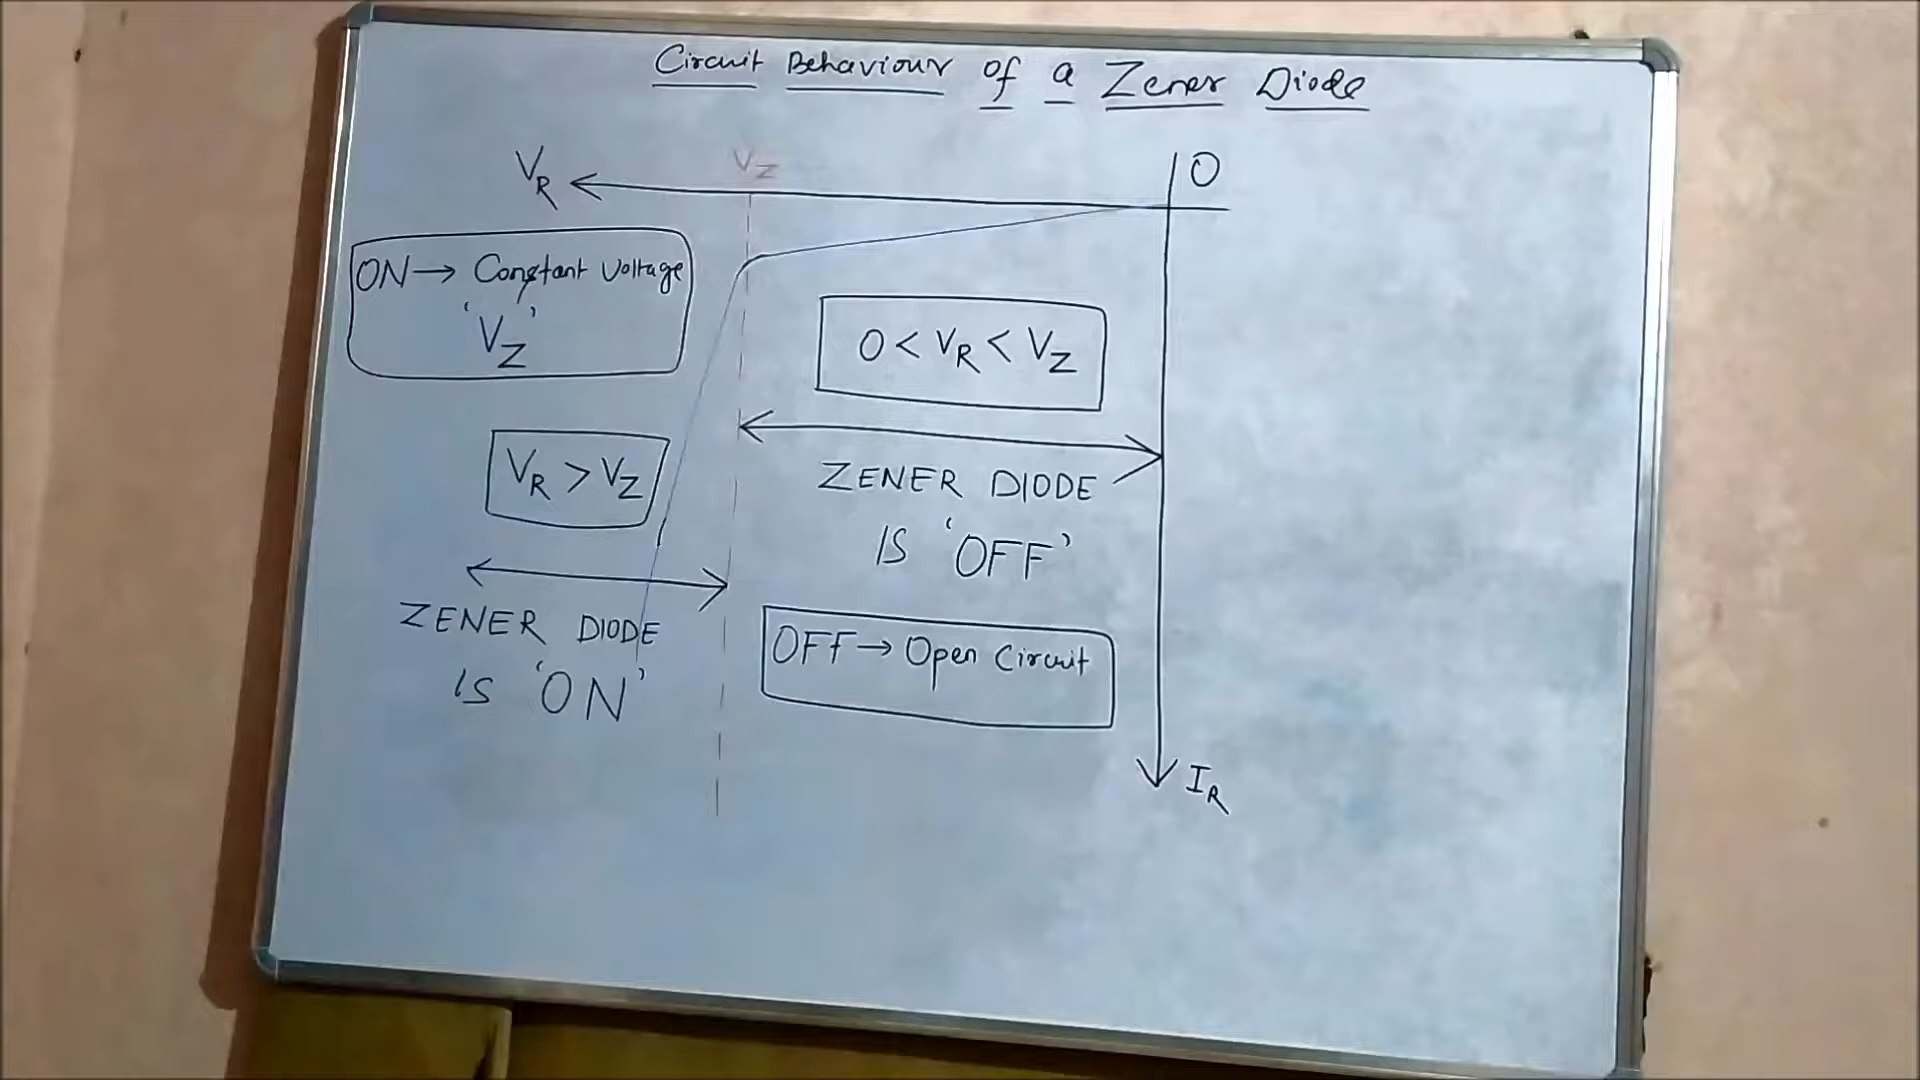 Circuit Behaviour of a Zener Diode
VR
VZ
O
ON → Constant Voltage
'VZ'
0 < VR < VZ
VR > VZ
ZENER DIODE
IS 'OFF'
ZENER DIODE
IS 'ON'
OFF → Open Circuit
IR